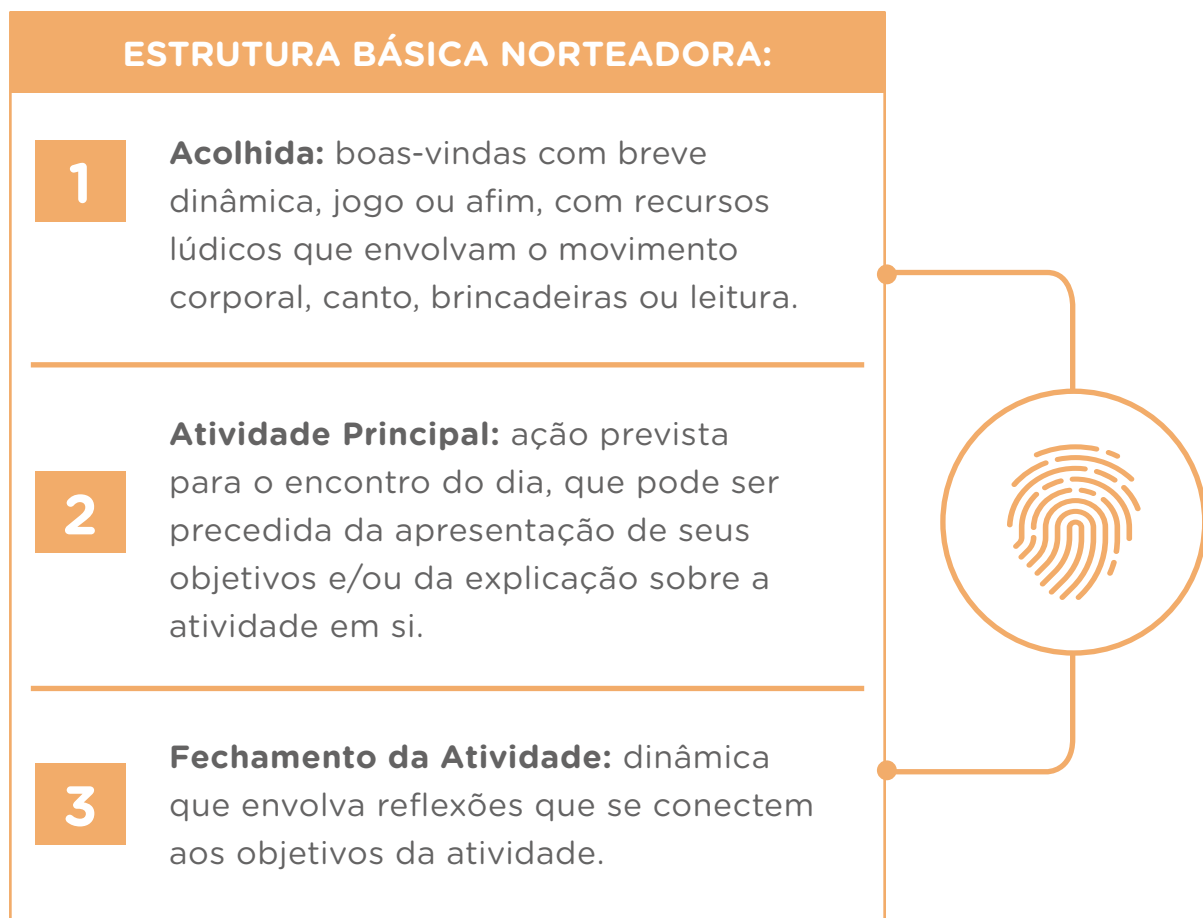 ESTRUTURA BÁSICA NORTEADORA:
1
Acolhida: boas-vindas com breve
dinâmica, jogo ou afim, com recursos
lúdicos que envolvam o movimento
corporal, canto, brincadeiras ou leitura.
2
Atividade Principal: ação prevista
para o encontro do dia, que pode ser
precedida da apresentação de seus
objetivos e/ou da explicação sobre a
atividade em si.
3
Fechamento da Atividade: dinâmica
que envolva reflexões que se conectem
aos objetivos da atividade.